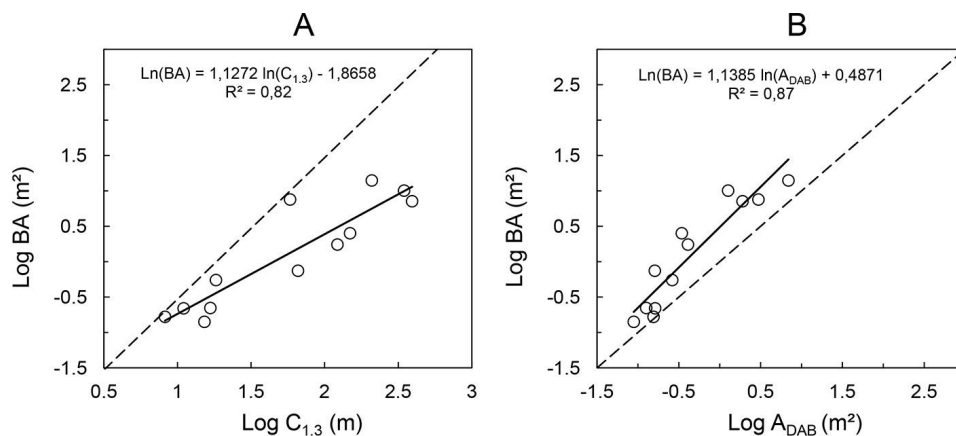 A
Ln(BA) = 1,1272 ln(C1.3) - 1,8658
R² = 0,82
2.5
1.5
0.5
-0.5
-1.5
Log BA (m²)
0.5 1 1.5 2 2.5 3
Log C1.3 (m)
B
Ln(BA) = 1,1385 ln(ADAB) + 0,4871
R² = 0,87
2.5
1.5
0.5
-0.5
-1.5
Log BA (m²)
-1.5 -0.5 0.5 1.5 2.5
Log ADAB (m²)